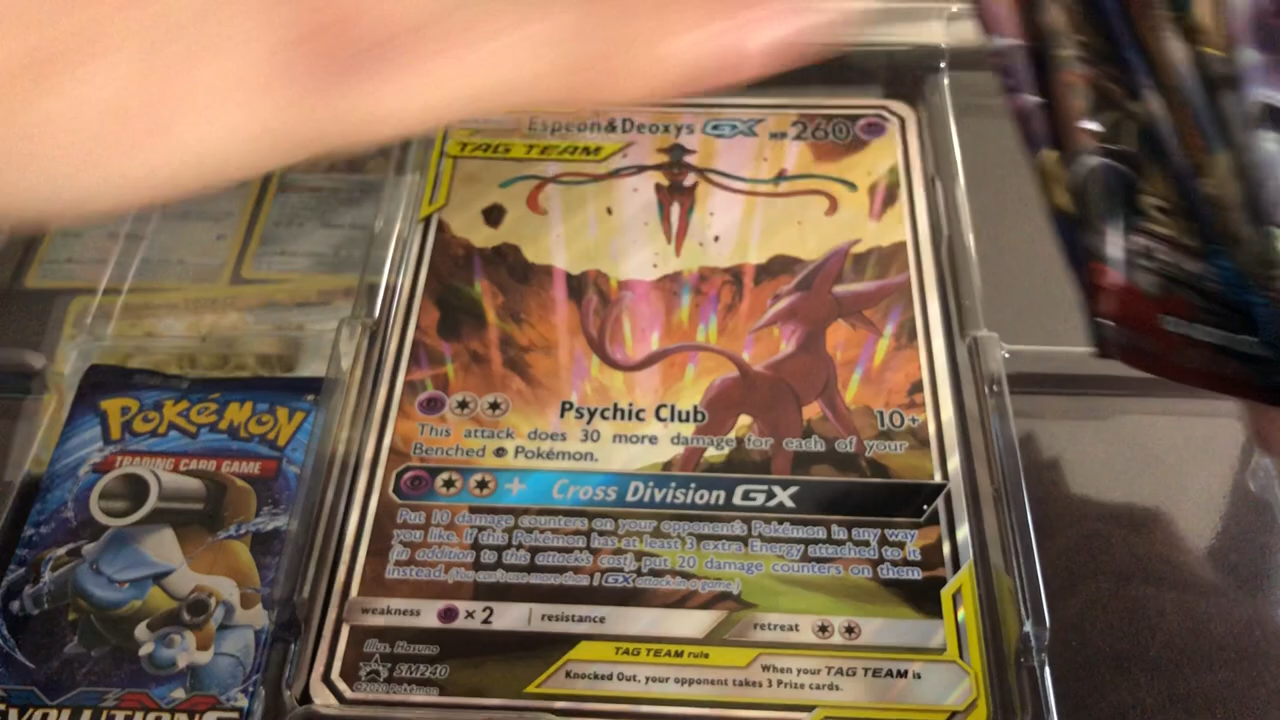 Espeon&Deoxys GX HP260
TAG TEAM
Psychic Club 10+
This attack does 30 more damage for each of your
Benched Pokémon.
+ Cross Division GX
Put 10 damage counters on your opponent's Pokémon in any way
you like. If this Pokémon has at least 3 extra Energy attached to it
(in addition to this attack's cost), put 20 damage counters on them
instead. (You can't use more than 1 GX attack in a game.)
weakness ×2 resistance
retreat
Illus. Hasuno
SM240
©2020 Pokémon
TAG TEAM rule
When your TAG TEAM is
Knocked Out, your opponent takes 3 Prize cards.
POKéMON
TRADING CARD GAME
XY
EVOLUTIONS